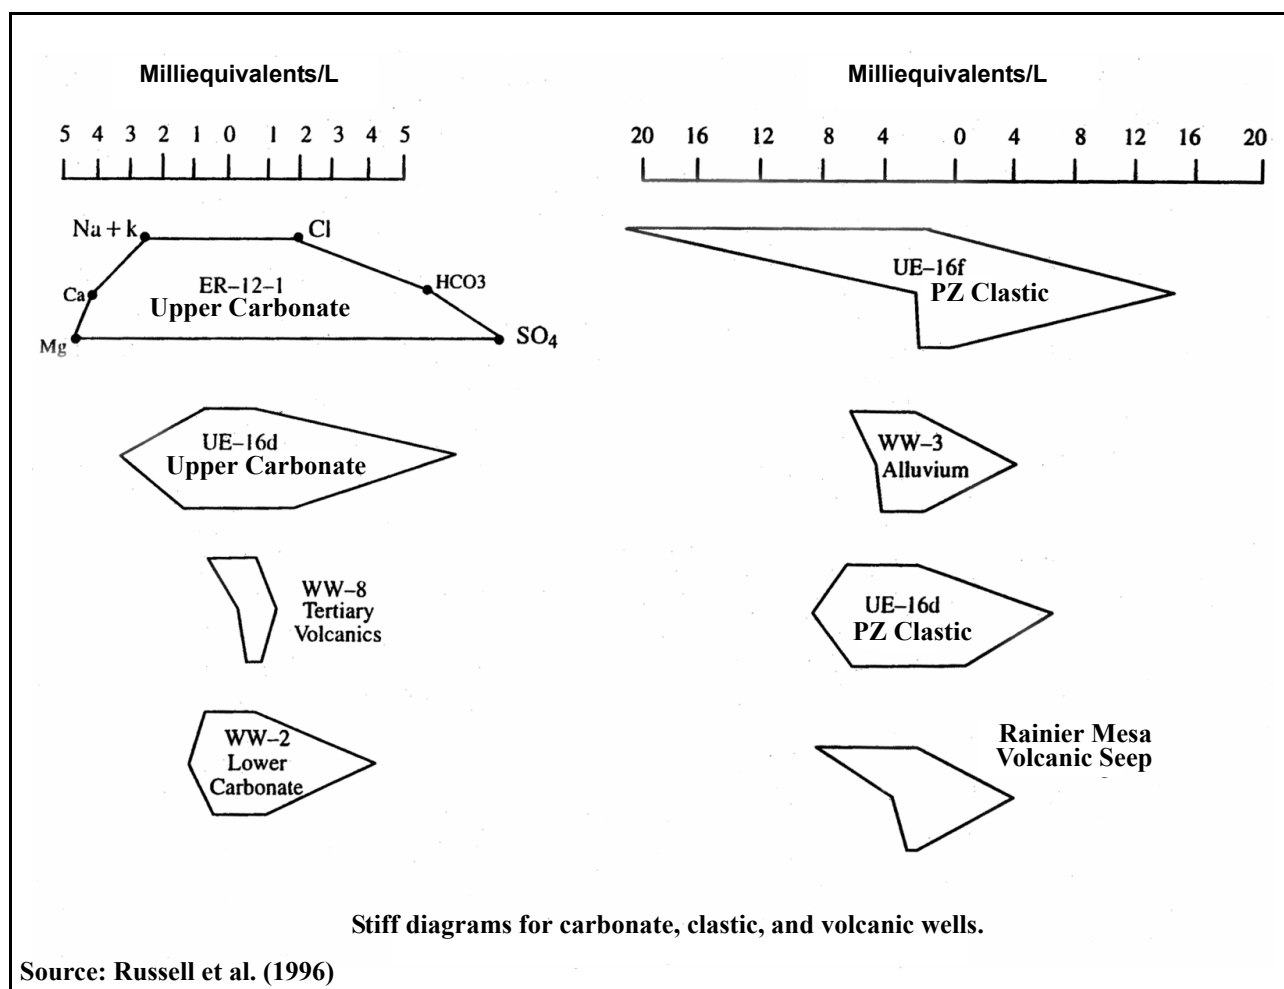 Milliequivalents/L
5 4 3 2 1 0 1 2 3 4 5
Na + k
Cl
Ca
ER-12-1
Upper Carbonate
HCO3
Mg
SO4
UE-16d
Upper Carbonate
WW-8
Tertiary
Volcanics
WW-2
Lower
Carbonate
Milliequivalents/L
20 16 12 8 4 0 4 8 12 16 20
UE-16f
PZ Clastic
WW-3
Alluvium
UE-16d
PZ Clastic
Rainier Mesa
Volcanic Seep
Stiff diagrams for carbonate, clastic, and volcanic wells.
Source: Russell et al. (1996)